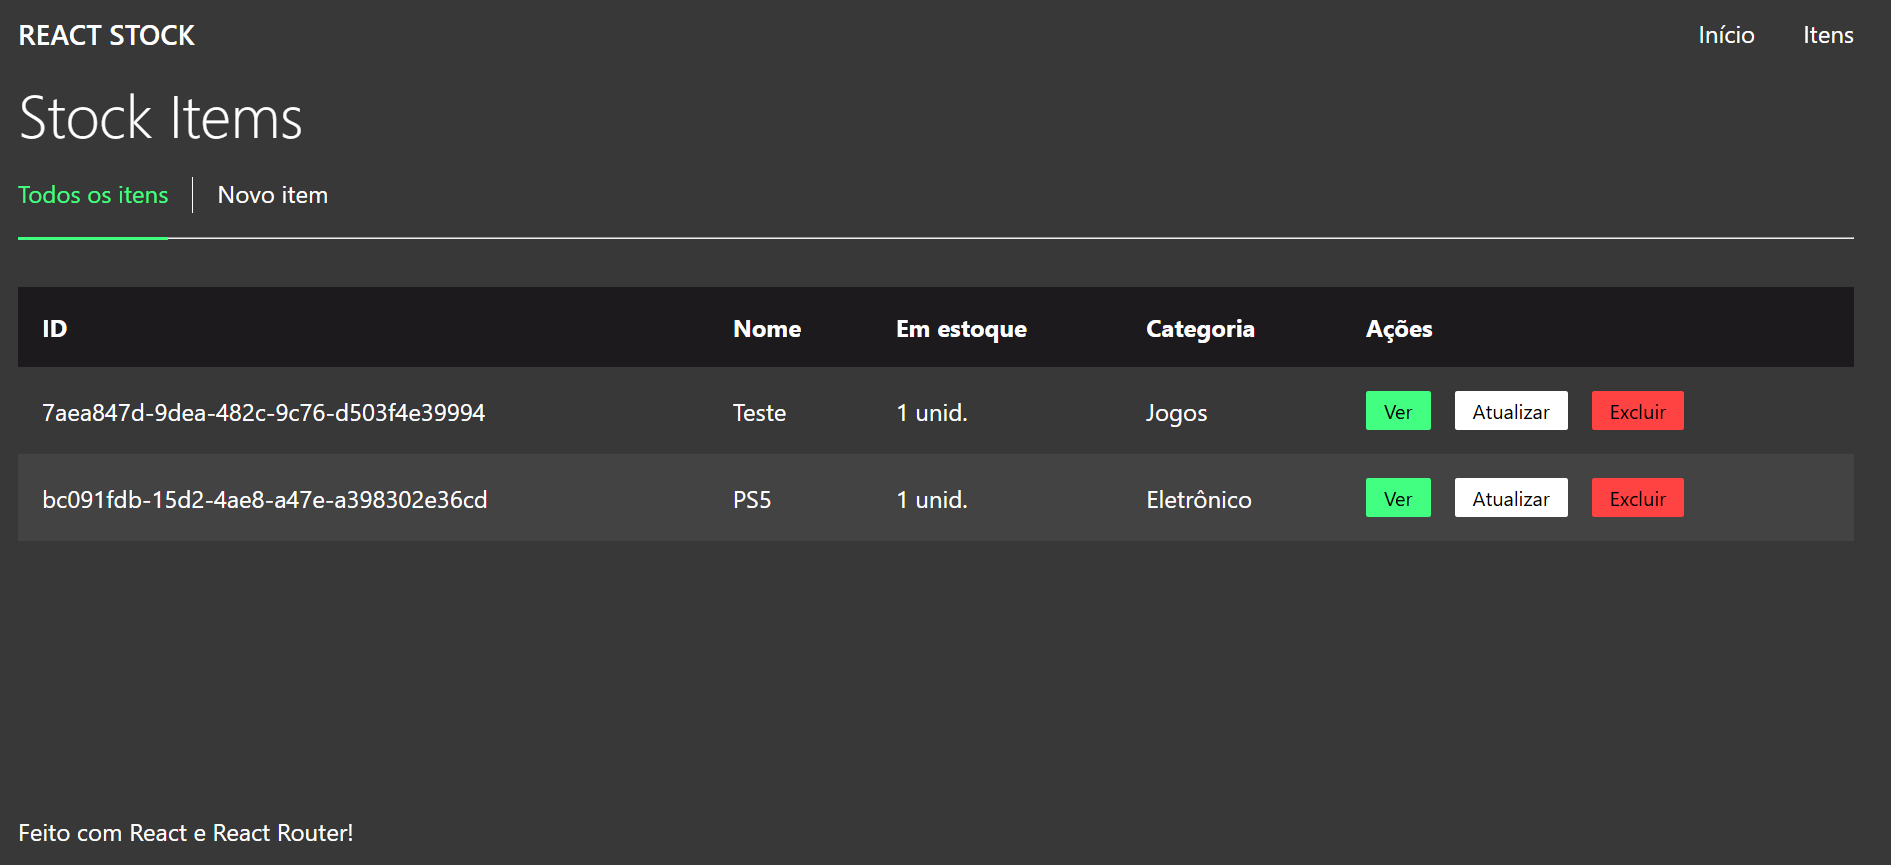 REACT STOCK Início Itens
Stock Items
Todos os itens Novo item
ID Nome Em estoque Categoria Ações
7aea847d-9dea-482c-9c76-d503f4e39994 Teste 1 unid. Jogos Ver Atualizar Excluir
bc091fdb-15d2-4ae8-a47e-a398302e36cd PS5 1 unid. Eletrônico Ver Atualizar Excluir
Feito com React e React Router!